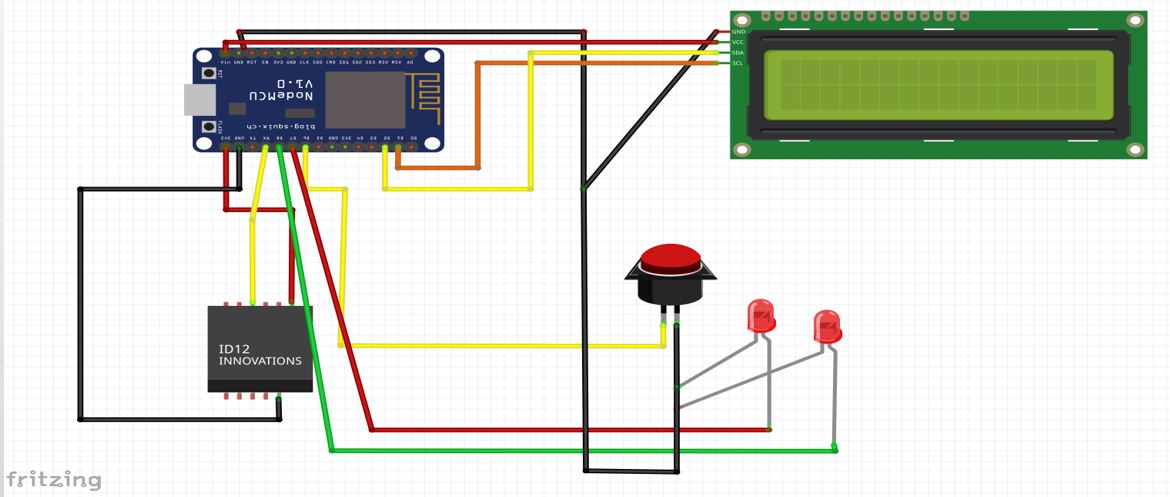 Vin GND RST EN 3V3 GND CLK SD0 CMD SD1 SD2 SD3 RSV RSV A0
RST
NodeMCU
V1.0
FLASH
blog.squix.ch
3V3 GND TX RX D8 D7 D6 D5 GND 3V3 D4 D3 D2 D1 D0
GND
VCC
SDA
SCL
ID12
INNOVATIONS
fritzing